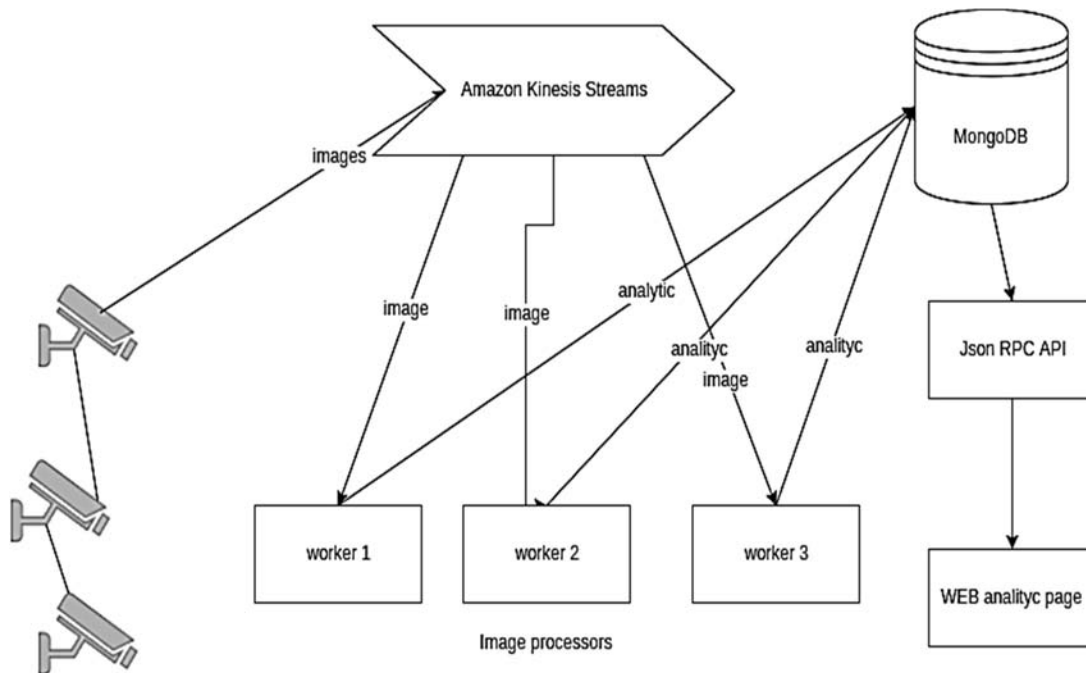 Amazon Kinesis Streams
MongoDB
images
image
image
analytic
analityc
image
analityc
Json RPC API
worker 1
worker 2
worker 3
WEB analityc page
Image processors